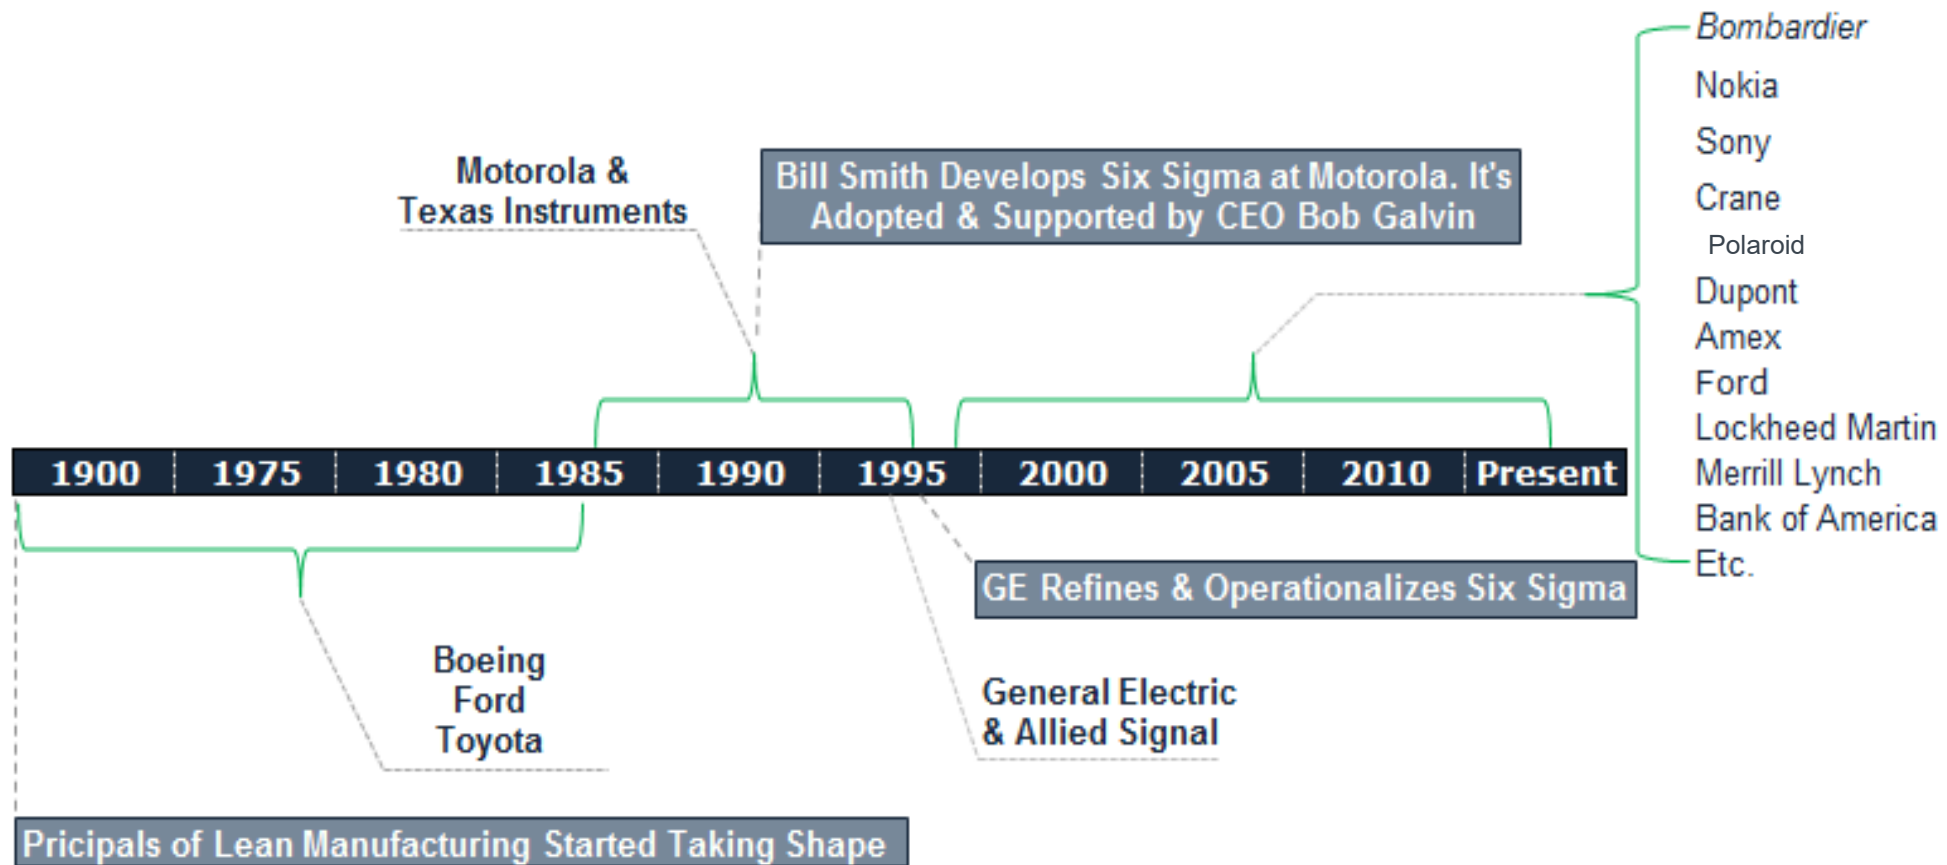 Bombardier
Nokia
Sony
Crane
Polaroid
Dupont
Amex
Ford
Lockheed Martin
Merrill Lynch
Bank of America
Etc.
Motorola &
Texas Instruments
Bill Smith Develops Six Sigma at Motorola. It's
Adopted & Supported by CEO Bob Galvin
1900 1975 1980 1985 1990 1995 2000 2005 2010 Present
GE Refines & Operationalizes Six Sigma
Boeing
Ford
Toyota
General Electric
& Allied Signal
Pricipals of Lean Manufacturing Started Taking Shape